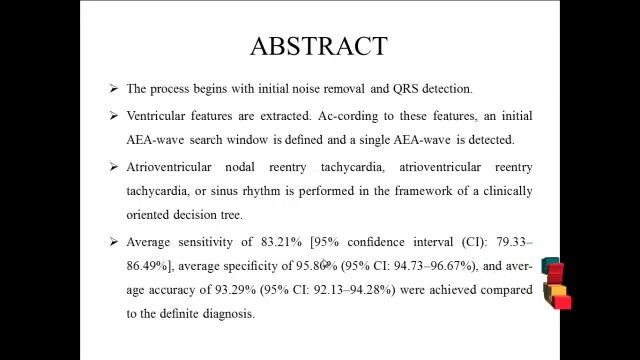 ABSTRACT
➢ The process begins with initial noise removal and QRS detection.
➢ Ventricular features are extracted. Ac-cording to these features, an initial
AEA-wave search window is defined and a single AEA-wave is detected.
➢ Atrioventricular nodal reentry tachycardia, atrioventricular reentry
tachycardia, or sinus rhythm is performed in the framework of a clinically
oriented decision tree.
➢ Average sensitivity of 83.21% [95% confidence interval (CI): 79.33–
86.49%], average specificity of 95.86% (95% CI: 94.73–96.67%), and aver-
age accuracy of 93.29% (95% CI: 92.13–94.28%) were achieved compared
to the definite diagnosis.